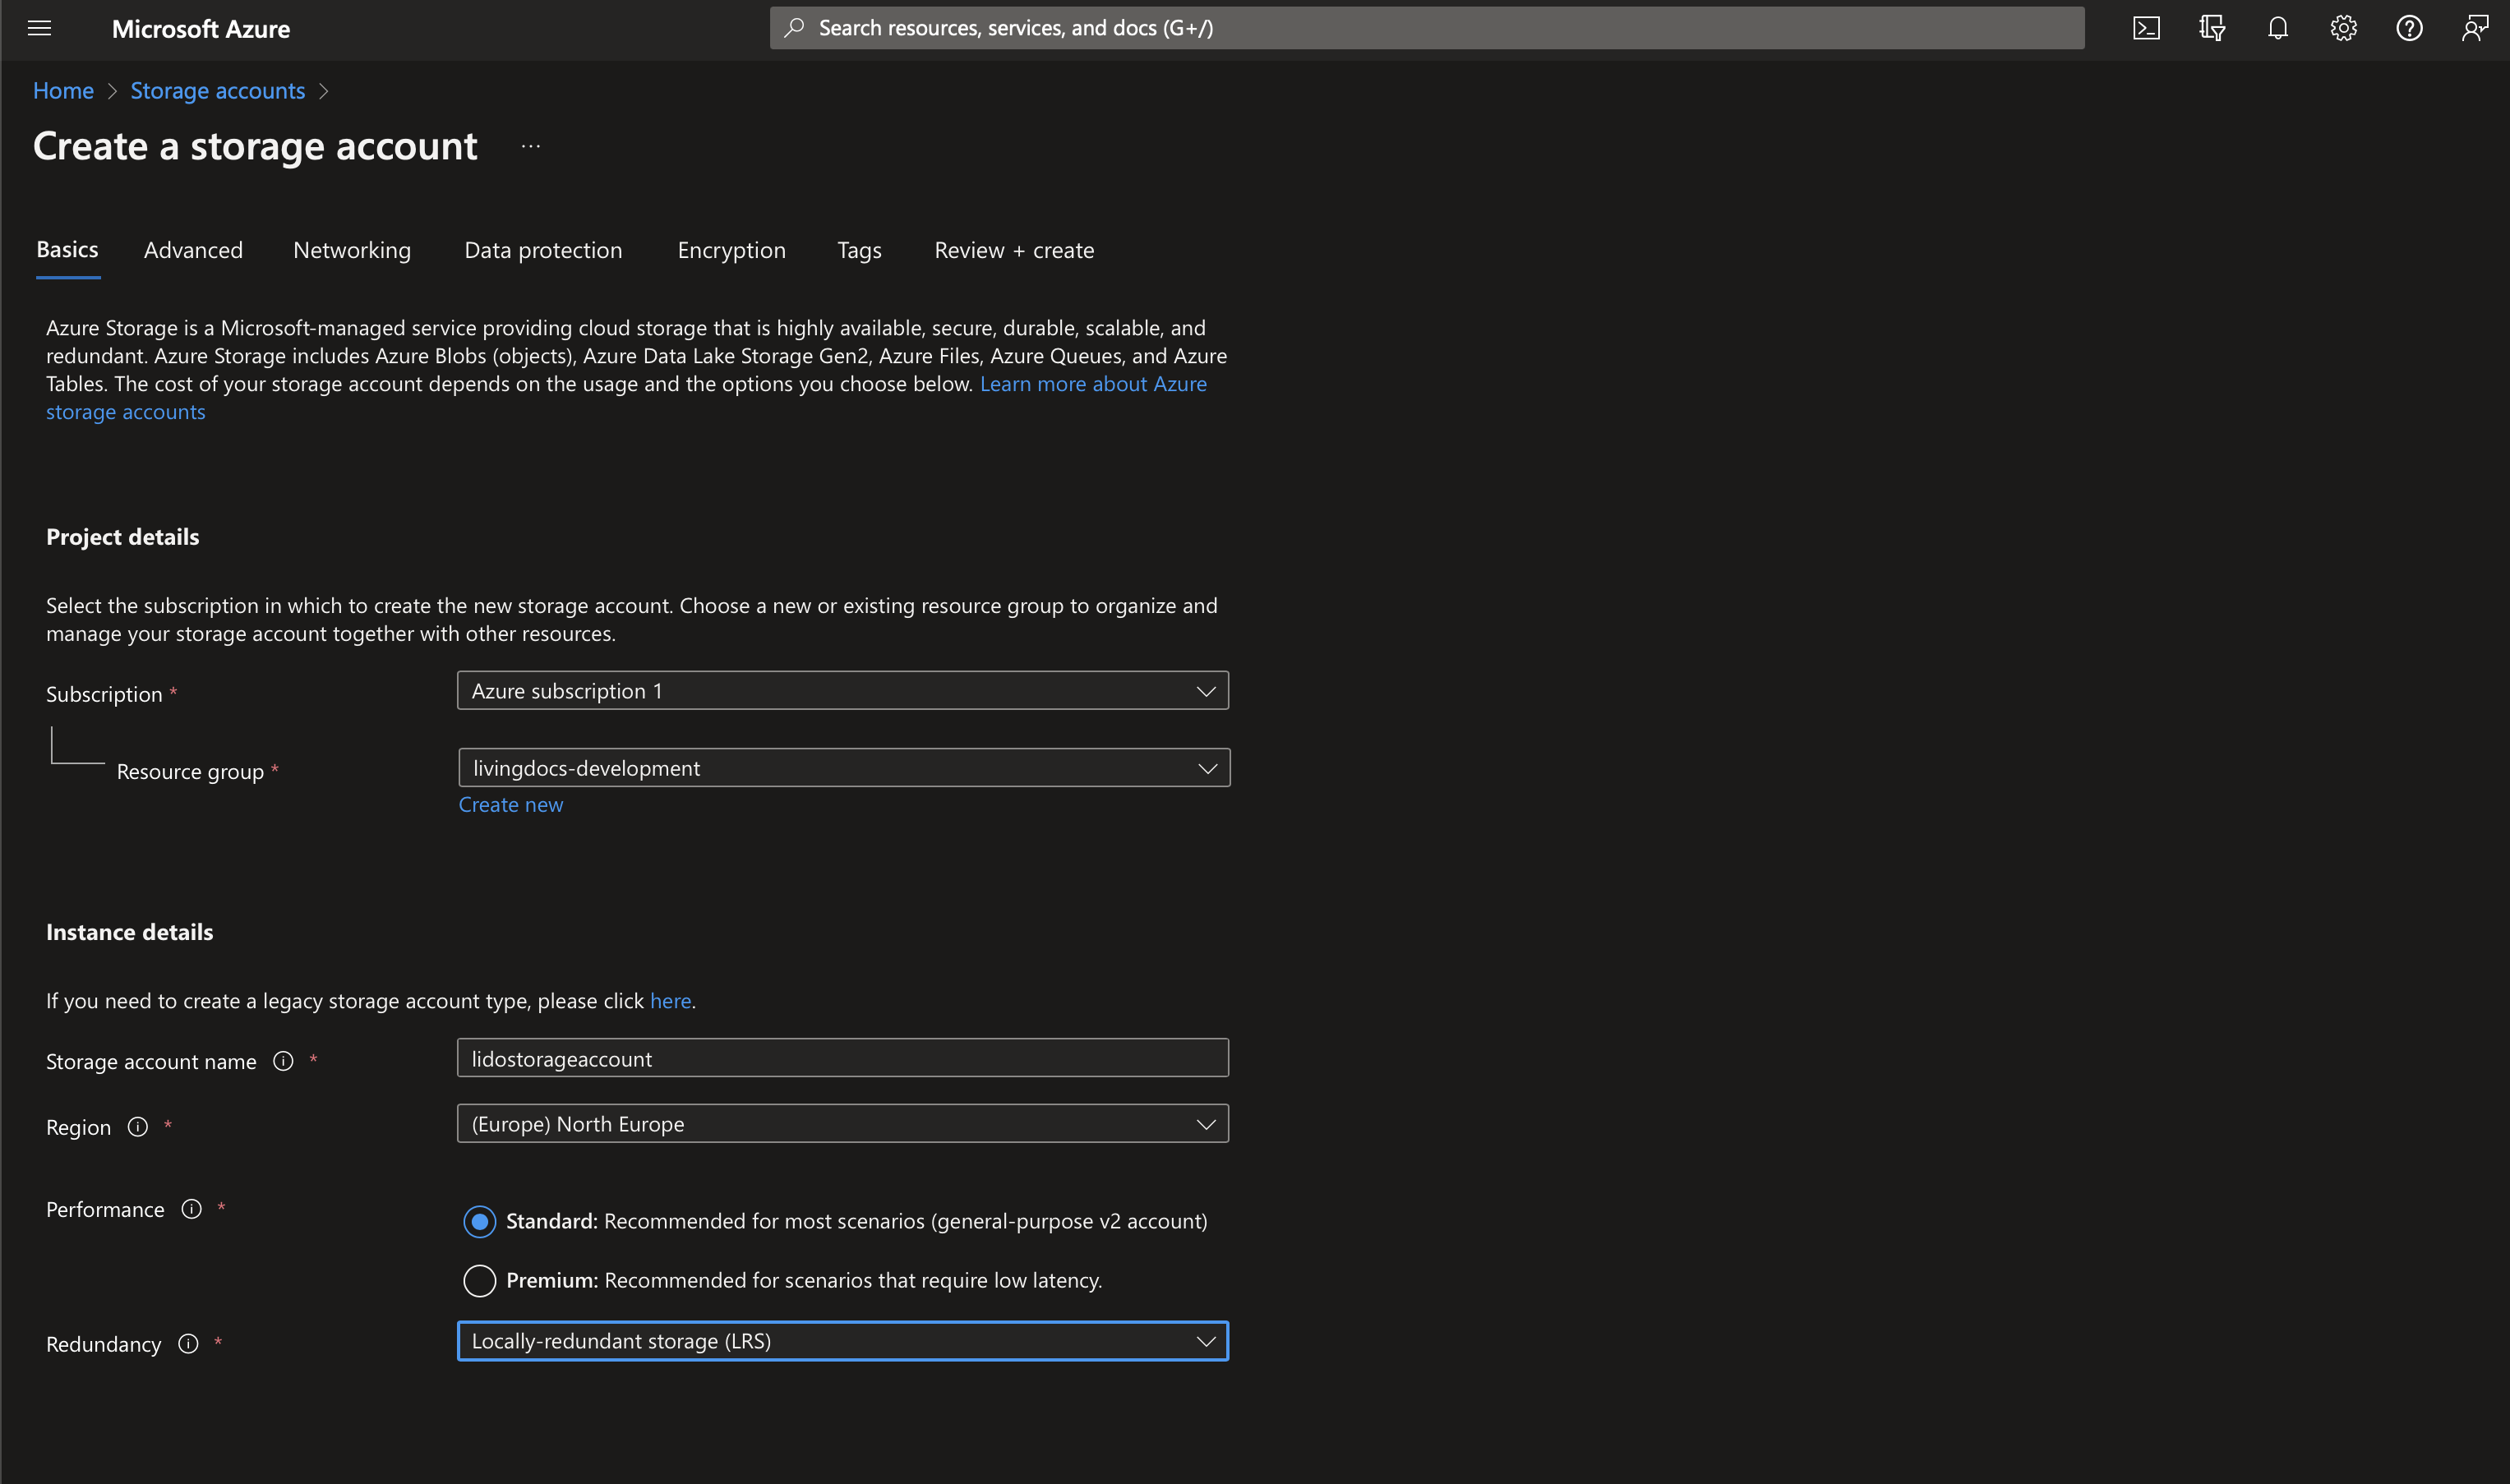 Microsoft Azure
Search resources, services, and docs (G+/)
Home > Storage accounts >
Create a storage account ...
Basics Advanced Networking Data protection Encryption Tags Review + create
Azure Storage is a Microsoft-managed service providing cloud storage that is highly available, secure, durable, scalable, and
redundant. Azure Storage includes Azure Blobs (objects), Azure Data Lake Storage Gen2, Azure Files, Azure Queues, and Azure
Tables. The cost of your storage account depends on the usage and the options you choose below. Learn more about Azure
storage accounts
Project details
Select the subscription in which to create the new storage account. Choose a new or existing resource group to organize and
manage your storage account together with other resources.
Subscription * Azure subscription 1
Resource group * livingdocs-development
Create new
Instance details
If you need to create a legacy storage account type, please click here.
Storage account name * lidostorageaccount
Region * (Europe) North Europe
Performance * Standard: Recommended for most scenarios (general-purpose v2 account)
Premium: Recommended for scenarios that require low latency.
Redundancy * Locally-redundant storage (LRS)